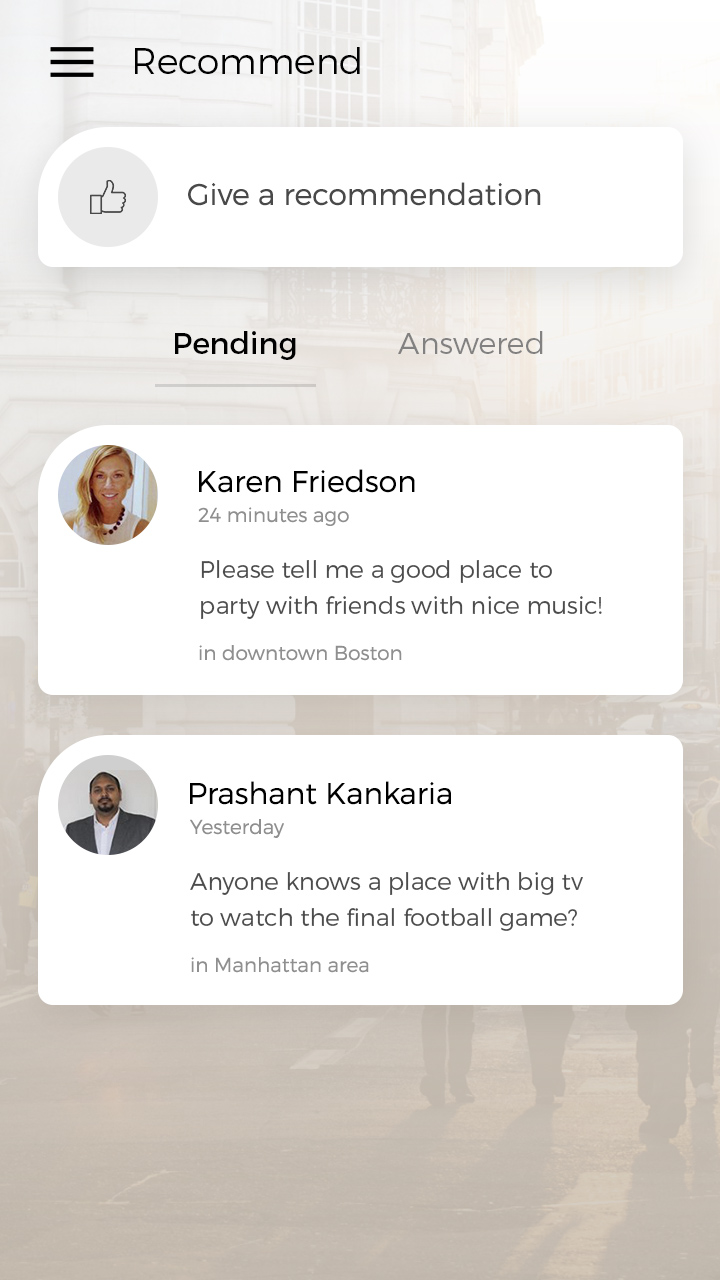 Recommend
Give a recommendation
Pending
Answered
Karen Friedson
24 minutes ago
Please tell me a good place to
party with friends with nice music!
in downtown Boston
Prashant Kankaria
Yesterday
Anyone knows a place with big tv
to watch the final football game?
in Manhattan area